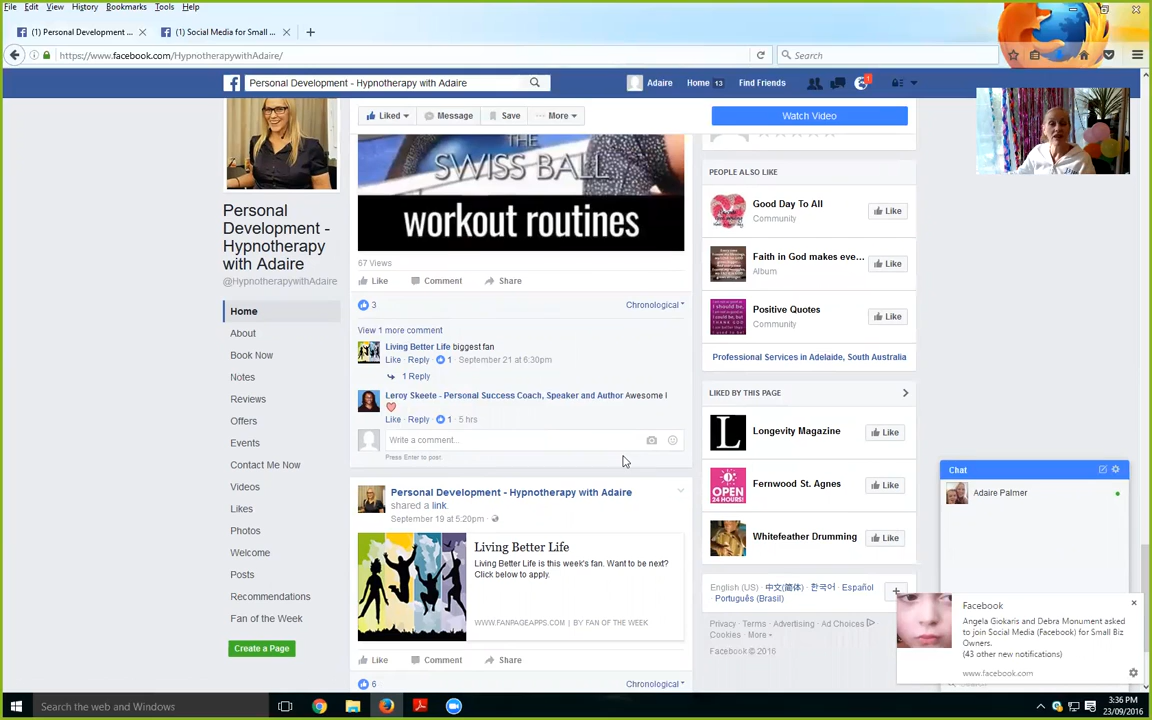 File Edit View History Bookmarks Tools Help
(1) Personal Development ... × (1) Social Media for Small ... × +
https://www.facebook.com/HypnotherapywithAdaire/ Search
Personal Development - Hypnotherapy with Adaire Adaire Home 13 Find Friends 1
Liked Message Save More Watch Video
THE
SWISS BALL
workout routines
67 Views
Like Comment Share
3 Chronological
View 1 more comment
Living Better Life biggest fan
Like · Reply · 1 · September 21 at 6:30pm
1 Reply
Leroy Skeete - Personal Success Coach, Speaker and Author Awesome I
Like · Reply · 1 · 5 hrs
Write a comment...
Press Enter to post.
Personal Development - Hypnotherapy with Adaire
shared a link.
September 19 at 5:20pm ·
Living Better Life
Living Better Life is this week's fan. Want to be next?
Click below to apply.
WWW.FANPAGEAPPS.COM | BY FAN OF THE WEEK
Like Comment Share
6 Chronological
Personal
Development -
Hypnotherapy
with Adaire
@HypnotherapywithAdaire
Home
About
Book Now
Notes
Reviews
Offers
Events
Contact Me Now
Videos
Likes
Photos
Welcome
Posts
Recommendations
Fan of the Week
Create a Page
PEOPLE ALSO LIKE
Good Day To All
Community
Like
Faith in God makes eve...
Album
Like
Positive Quotes
Community
Like
Professional Services in Adelaide, South Australia
LIKED BY THIS PAGE
L
Longevity Magazine
Like
OPEN
24 HOURS!
Fernwood St. Agnes
Like
Whitefeather Drumming
Like
English (US) · 中文(简体) · 한국어 · Español ·
Português (Brasil)
Privacy · Terms · Advertising · Ad Choices
Cookies · More
Facebook © 2016
Chat
Adaire Palmer
Facebook
Angela Giokaris and Debra Monument asked
to join Social Media (Facebook) for Small Biz
Owners.
(43 other new notifications)
www.facebook.com
Search the web and Windows
3:36 PM
23/09/2016